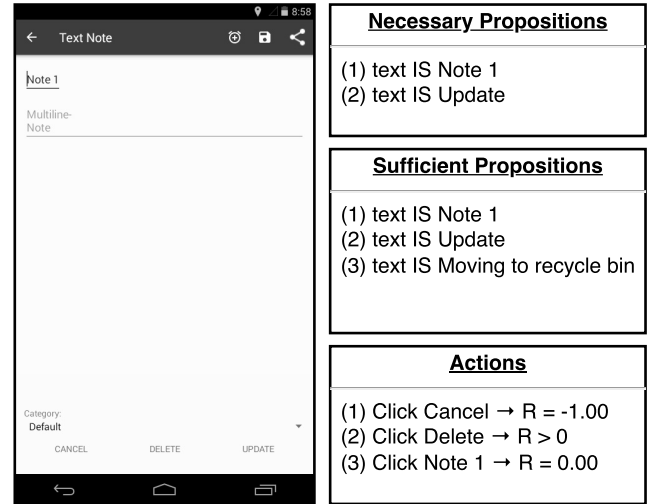 8:58
Text Note
Note 1
Multiline-
Note
Category:
Default
CANCEL DELETE UPDATE
Necessary Propositions
(1) text IS Note 1
(2) text IS Update
Sufficient Propositions
(1) text IS Note 1
(2) text IS Update
(3) text IS Moving to recycle bin
Actions
(1) Click Cancel → R = -1.00
(2) Click Delete → R > 0
(3) Click Note 1 → R = 0.00